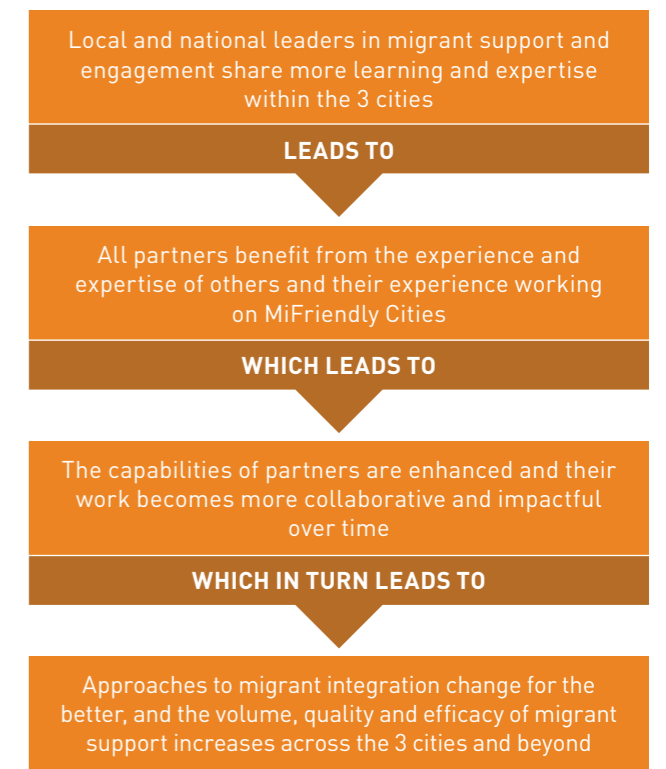 Local and national leaders in migrant support and
engagement share more learning and expertise
within the 3 cities
LEADS TO
All partners benefit from the experience and
expertise of others and their experience working
on MiFriendly Cities
WHICH LEADS TO
The capabilities of partners are enhanced and their
work becomes more collaborative and impactful
over time
WHICH IN TURN LEADS TO
Approaches to migrant integration change for the
better, and the volume, quality and efficacy of migrant
support increases across the 3 cities and beyond